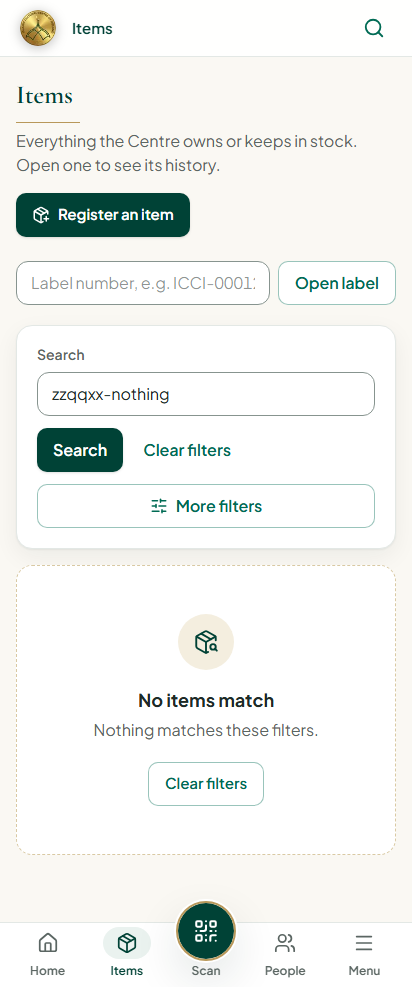 Items
Items
Everything the Centre owns or keeps in stock.
Open one to see its history.
Register an item
Label number, e.g. ICCI-0001
Open label
Search
zzqqxx-nothing
Search
Clear filters
More filters
No items match
Nothing matches these filters.
Clear filters
Home
Items
Scan
People
Menu